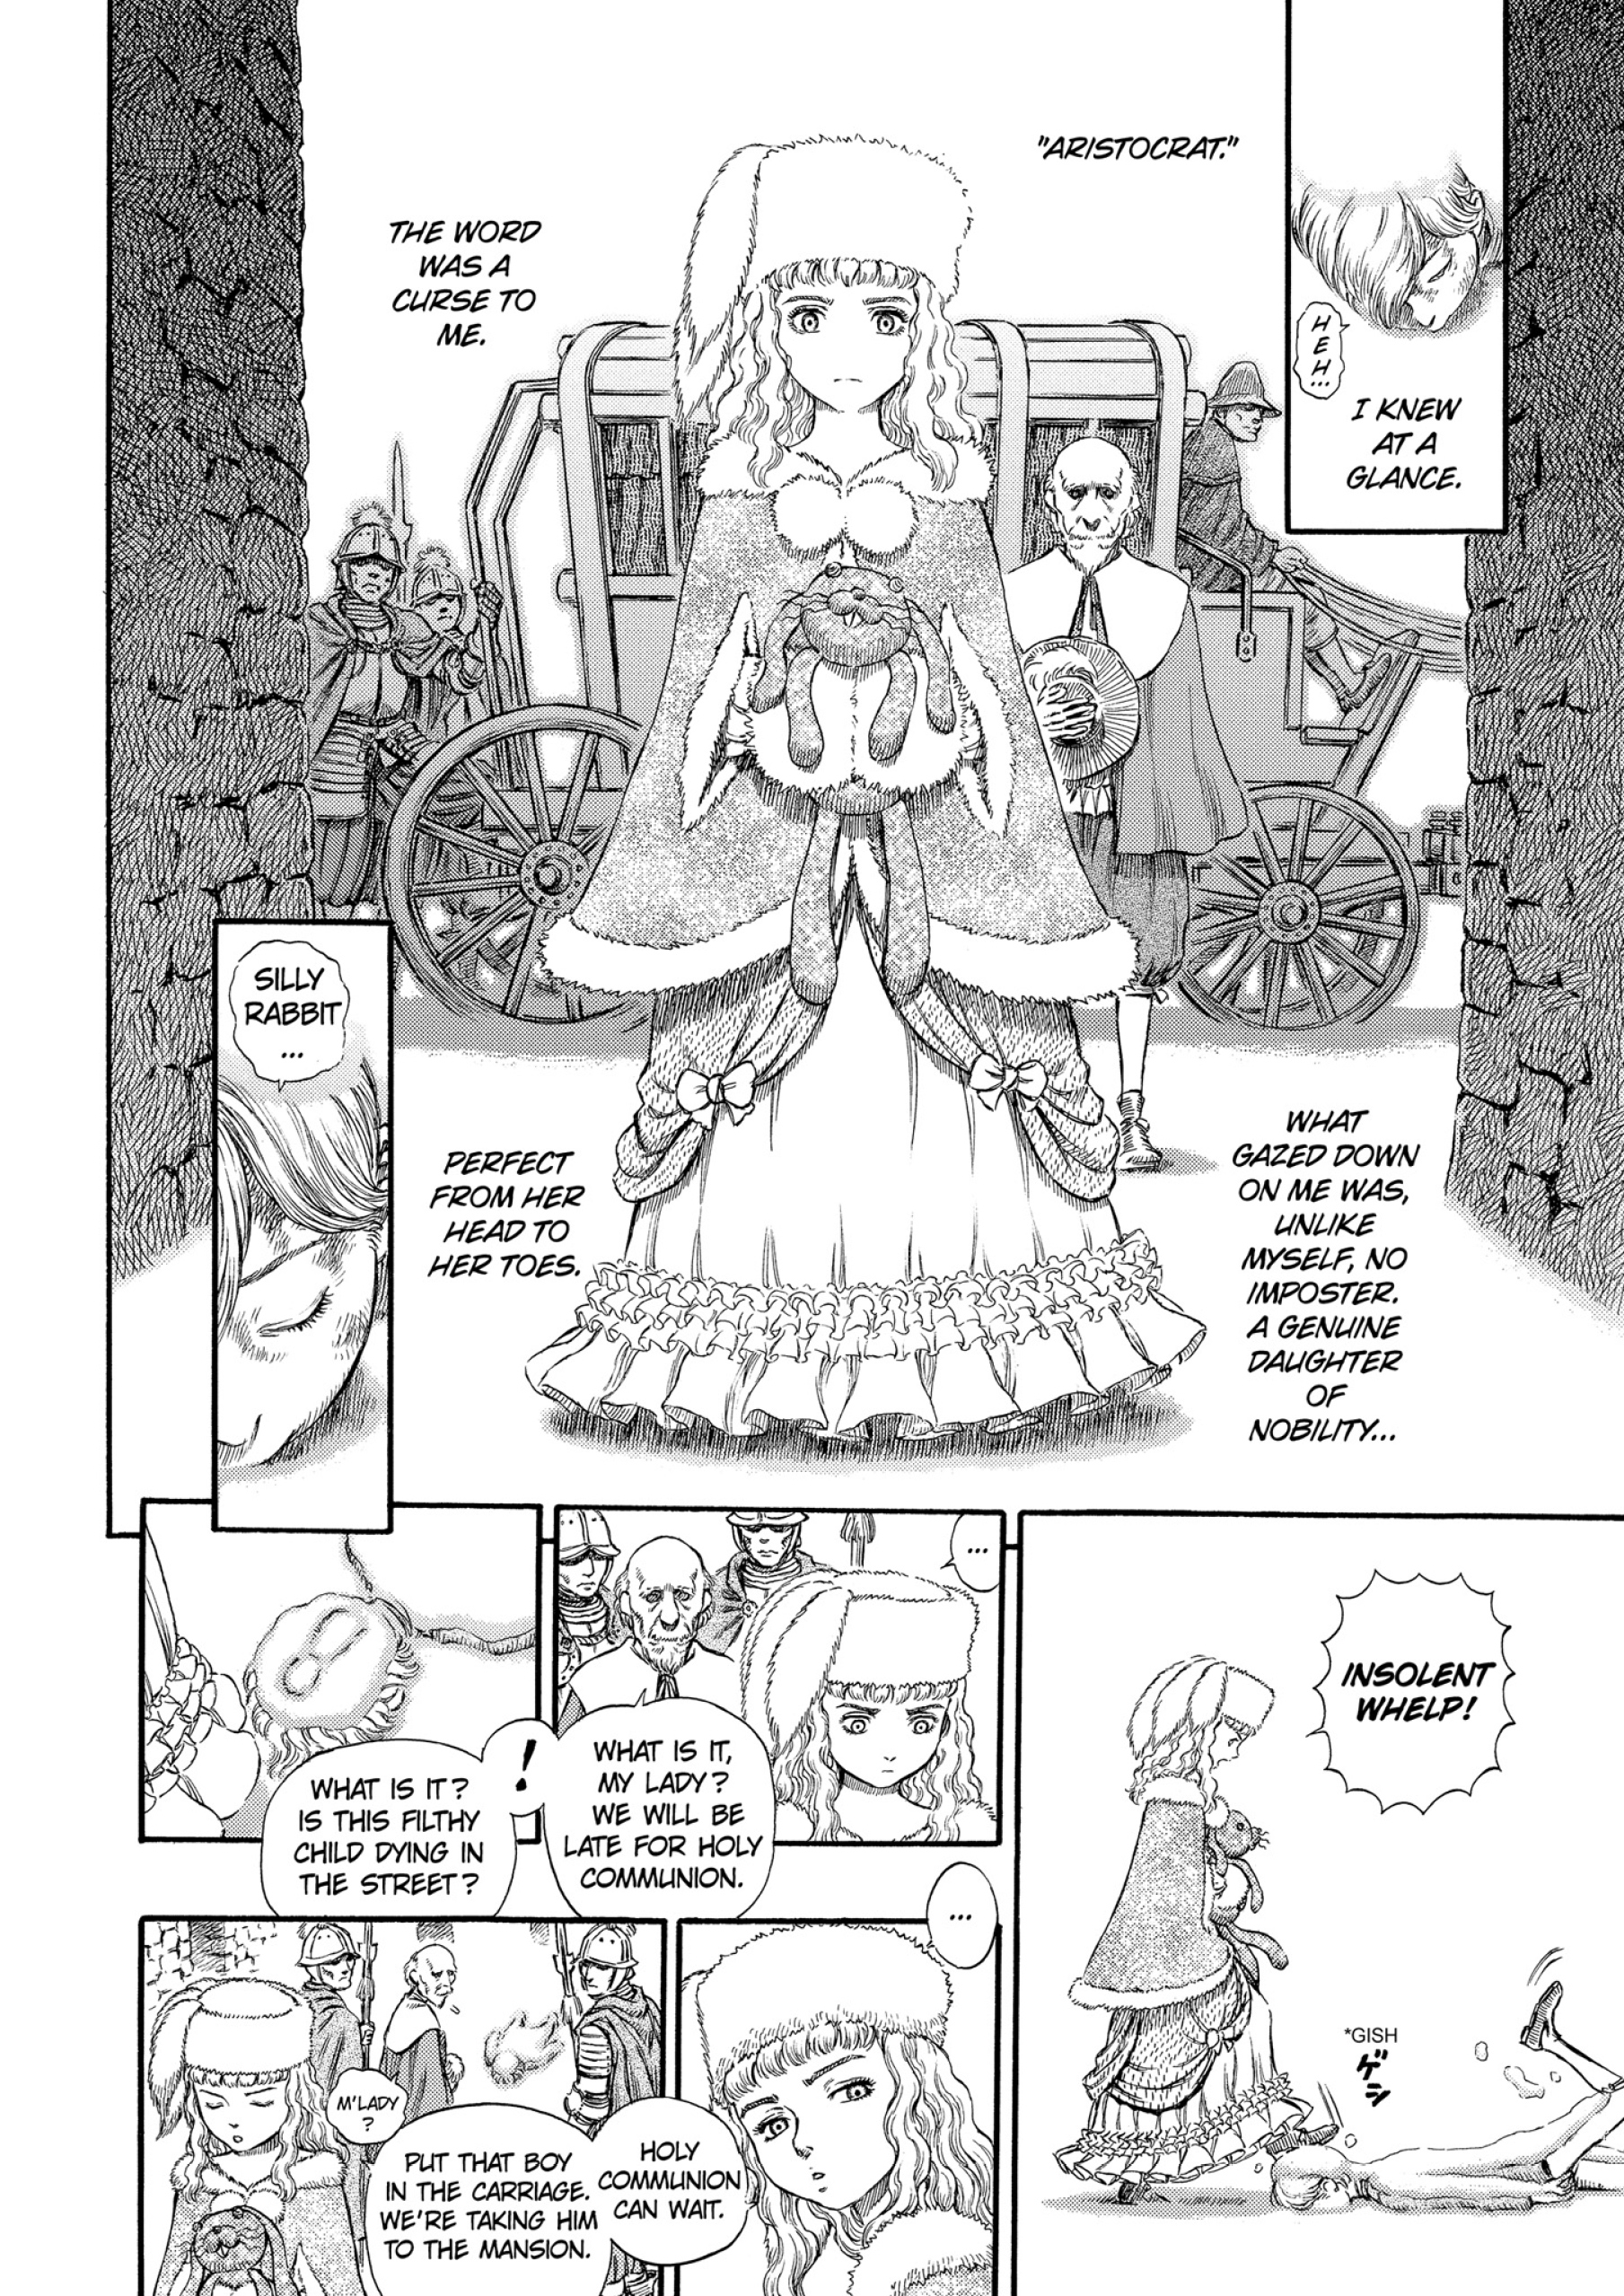 HEH...
I KNEW
AT A
GLANCE.
"ARISTOCRAT."
THE WORD
WAS A
CURSE TO
ME.
WHAT
GAZED DOWN
ON ME WAS,
UNLIKE
MYSELF, NO
IMPOSTER.
A GENUINE
DAUGHTER
OF
NOBILITY...
PERFECT
FROM HER
HEAD TO
HER TOES.
SILLY
RABBIT
...
INSOLENT
WHELP!
*GISH
ゲシ
...
WHAT IS IT,
MY LADY?
WE WILL BE
LATE FOR HOLY
COMMUNION.
!
WHAT IS IT?
IS THIS FILTHY
CHILD DYING IN
THE STREET?
...
HOLY
COMMUNION
CAN WAIT.
M'LADY
?
PUT THAT BOY
IN THE CARRIAGE.
WE'RE TAKING HIM
TO THE MANSION.